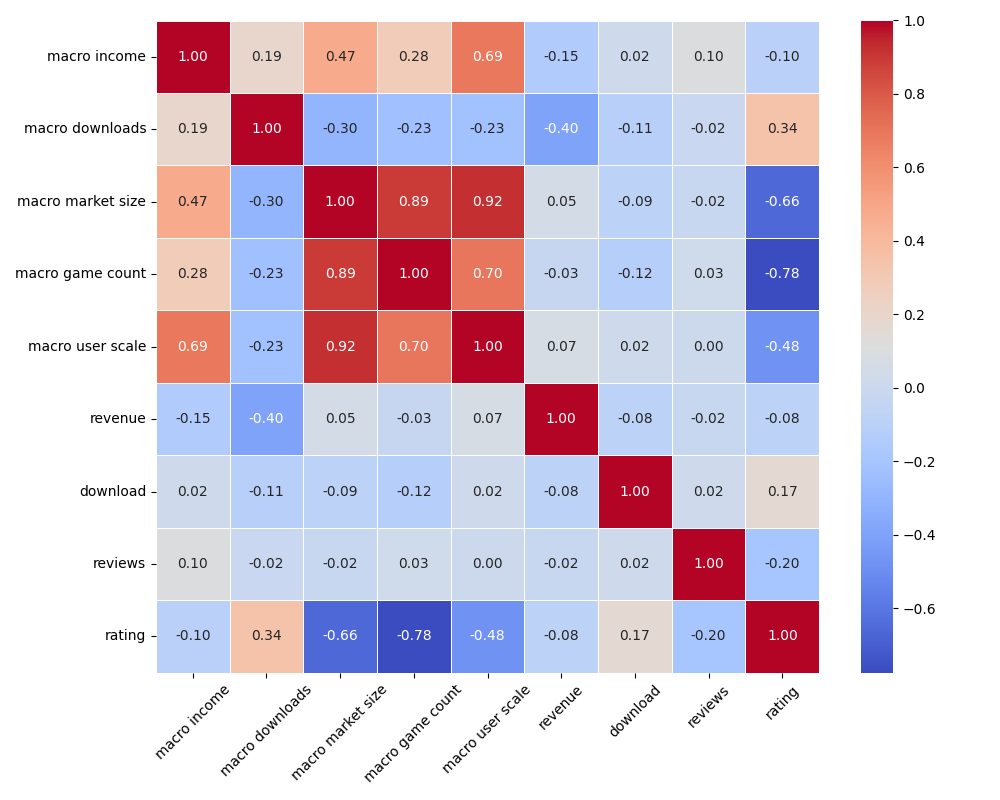 macro income 1.00 0.19 0.47 0.28 0.69 -0.15 0.02 0.10 -0.10
macro downloads 0.19 1.00 -0.30 -0.23 -0.23 -0.40 -0.11 -0.02 0.34
macro market size 0.47 -0.30 1.00 0.89 0.92 0.05 -0.09 -0.02 -0.66
macro game count 0.28 -0.23 0.89 1.00 0.70 -0.03 -0.12 0.03 -0.78
macro user scale 0.69 -0.23 0.92 0.70 1.00 0.07 0.02 0.00 -0.48
revenue -0.15 -0.40 0.05 -0.03 0.07 1.00 -0.08 -0.02 -0.08
download 0.02 -0.11 -0.09 -0.12 0.02 -0.08 1.00 0.02 0.17
reviews 0.10 -0.02 -0.02 0.03 0.00 -0.02 0.02 1.00 -0.20
rating -0.10 0.34 -0.66 -0.78 -0.48 -0.08 0.17 -0.20 1.00
macro income
macro downloads
macro market size
macro game count
macro user scale
revenue
download
reviews
rating
1.0
0.8
0.6
0.4
0.2
0.0
−0.2
−0.4
−0.6